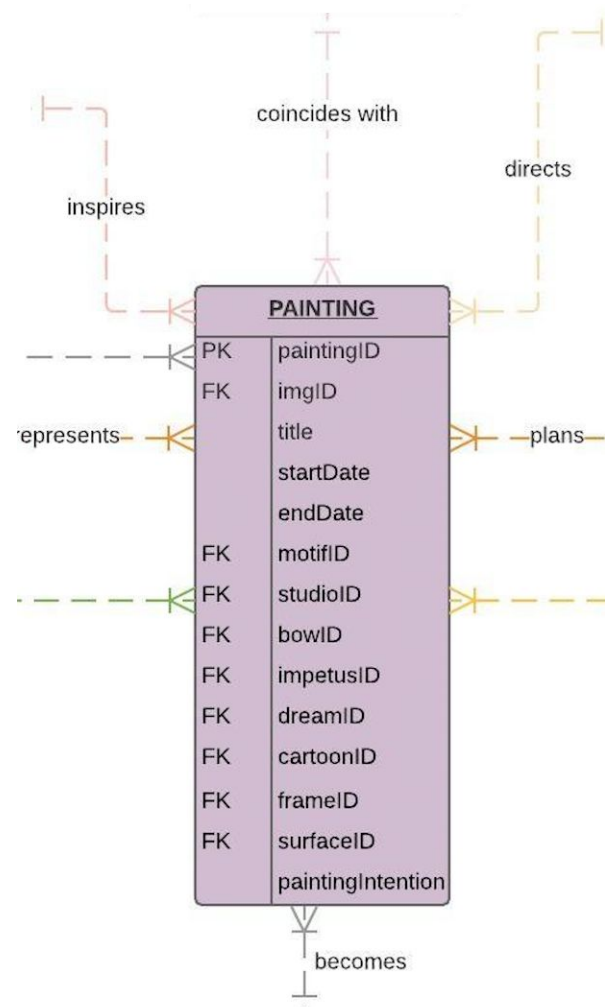 coincides with
directs
inspires
PAINTING
PK paintingID
FK imgID
epresents
title
plans
startDate
endDate
FK motifID
FK studioID
FK bowID
FK impetusID
FK dreamID
FK cartoonID
FK frameID
FK surfaceID
paintingIntention
becomes